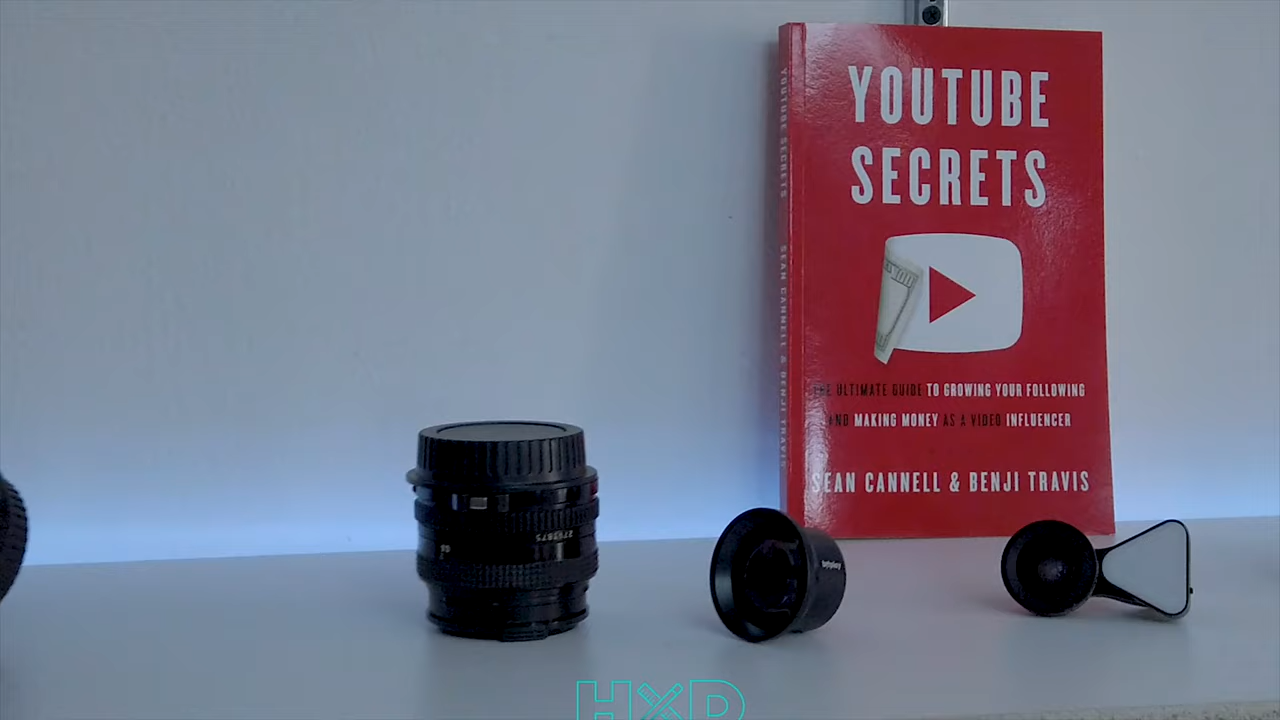 YOUTUBE
SECRETS
THE ULTIMATE GUIDE TO GROWING YOUR FOLLOWING
AND MAKING MONEY AS A VIDEO INFLUENCER
SEAN CANNELL & BENJI TRAVIS
YOUTUBE SECRETS SEAN CANNELL & BENJI TRAVIS
HXD